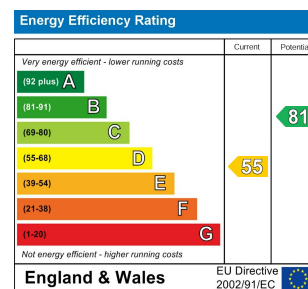 Energy Efficiency Rating
Current Potentia
Very energy efficient - lower running costs
(92 plus) A
(81-91) B
81
(69-80) C
(55-68) D
55
(39-54) E
(21-38) F
(1-20) G
Not energy efficient - higher running costs
England & Wales
EU Directive
2002/91/EC